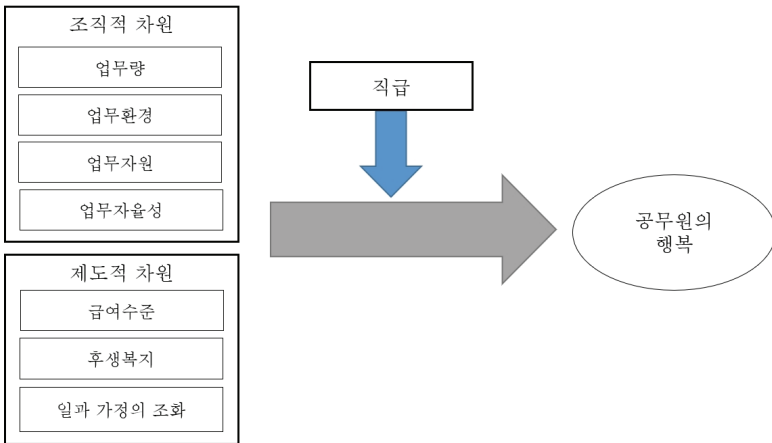 조직적 차원
업무량
업무환경
업무자원
업무자율성
제도적 차원
급여수준
후생복지
일과 가정의 조화
직급
공무원의
행복